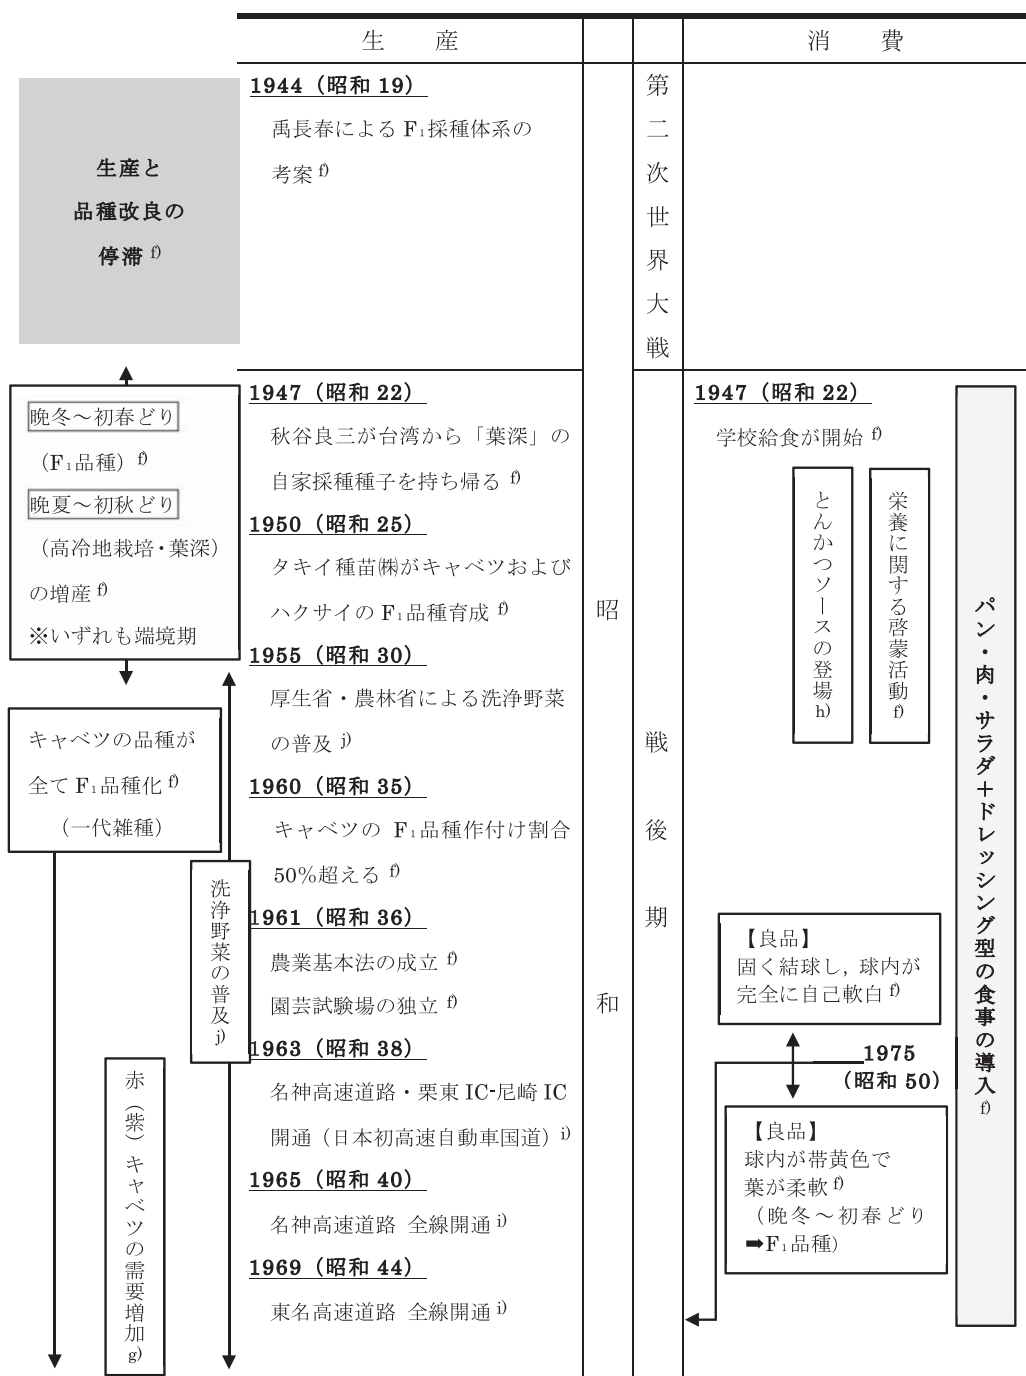 生　産
消　費
生産と
品種改良の
停滞 f)
1944（昭和 19）
禹長春による F₁採種体系の
考案 f)
第二次世界大戦
晩冬～初春どり
（F₁品種）f)
晩夏～初秋どり
（高冷地栽培・葉深）
の増産 f)
※いずれも端境期
キャベツの品種が
全て F₁品種化 f)
（一代雑種）
洗浄野菜の普及 j)
赤（紫）キャベツの需要増加 g)
1947（昭和 22）
秋谷良三が台湾から「葉深」の
自家採種種子を持ち帰る f)
1950（昭和 25）
タキイ種苗㈱がキャベツおよび
ハクサイの F₁品種育成 f)
1955（昭和 30）
厚生省・農林省による洗浄野菜
の普及 j)
1960（昭和 35）
キャベツの F₁品種作付け割合
50％超える f)
1961（昭和 36）
農業基本法の成立 f)
園芸試験場の独立 f)
1963（昭和 38）
名神高速道路・栗東 IC-尼崎 IC
開通（日本初高速自動車国道）i)
1965（昭和 40）
名神高速道路 全線開通 i)
1969（昭和 44）
東名高速道路 全線開通 i)
昭和
戦後期
1947（昭和 22）
学校給食が開始 f)
とんかつソースの登場 h)
栄養に関する啓蒙活動 f)
パン・肉・サラダ＋ドレッシング型の食事の導入 f)
【良品】
固く結球し，球内が
完全に自己軟白 f)
1975
（昭和 50）
【良品】
球内が帯黄色で
葉が柔軟 f)
（晩冬～初春どり
➡F₁品種）